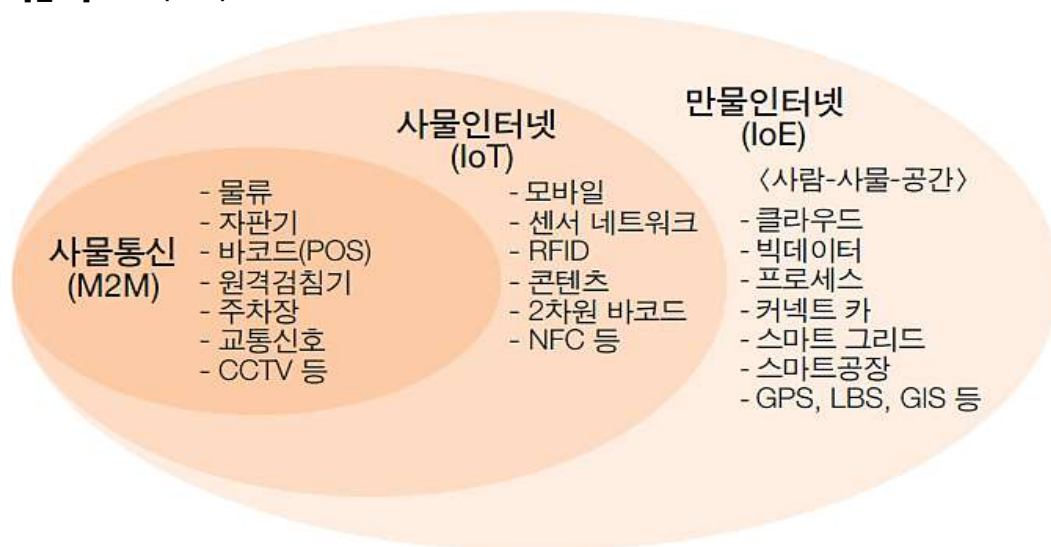 사물통신
(M2M)
- 물류
- 자판기
- 바코드(POS)
- 원격검침기
- 주차장
- 교통신호
- CCTV 등
사물인터넷
(IoT)
- 모바일
- 센서 네트워크
- RFID
- 콘텐츠
- 2차원 바코드
- NFC 등
만물인터넷
(IoE)
〈사람-사물-공간〉
- 클라우드
- 빅데이터
- 프로세스
- 커넥트 카
- 스마트 그리드
- 스마트공장
- GPS, LBS, GIS 등